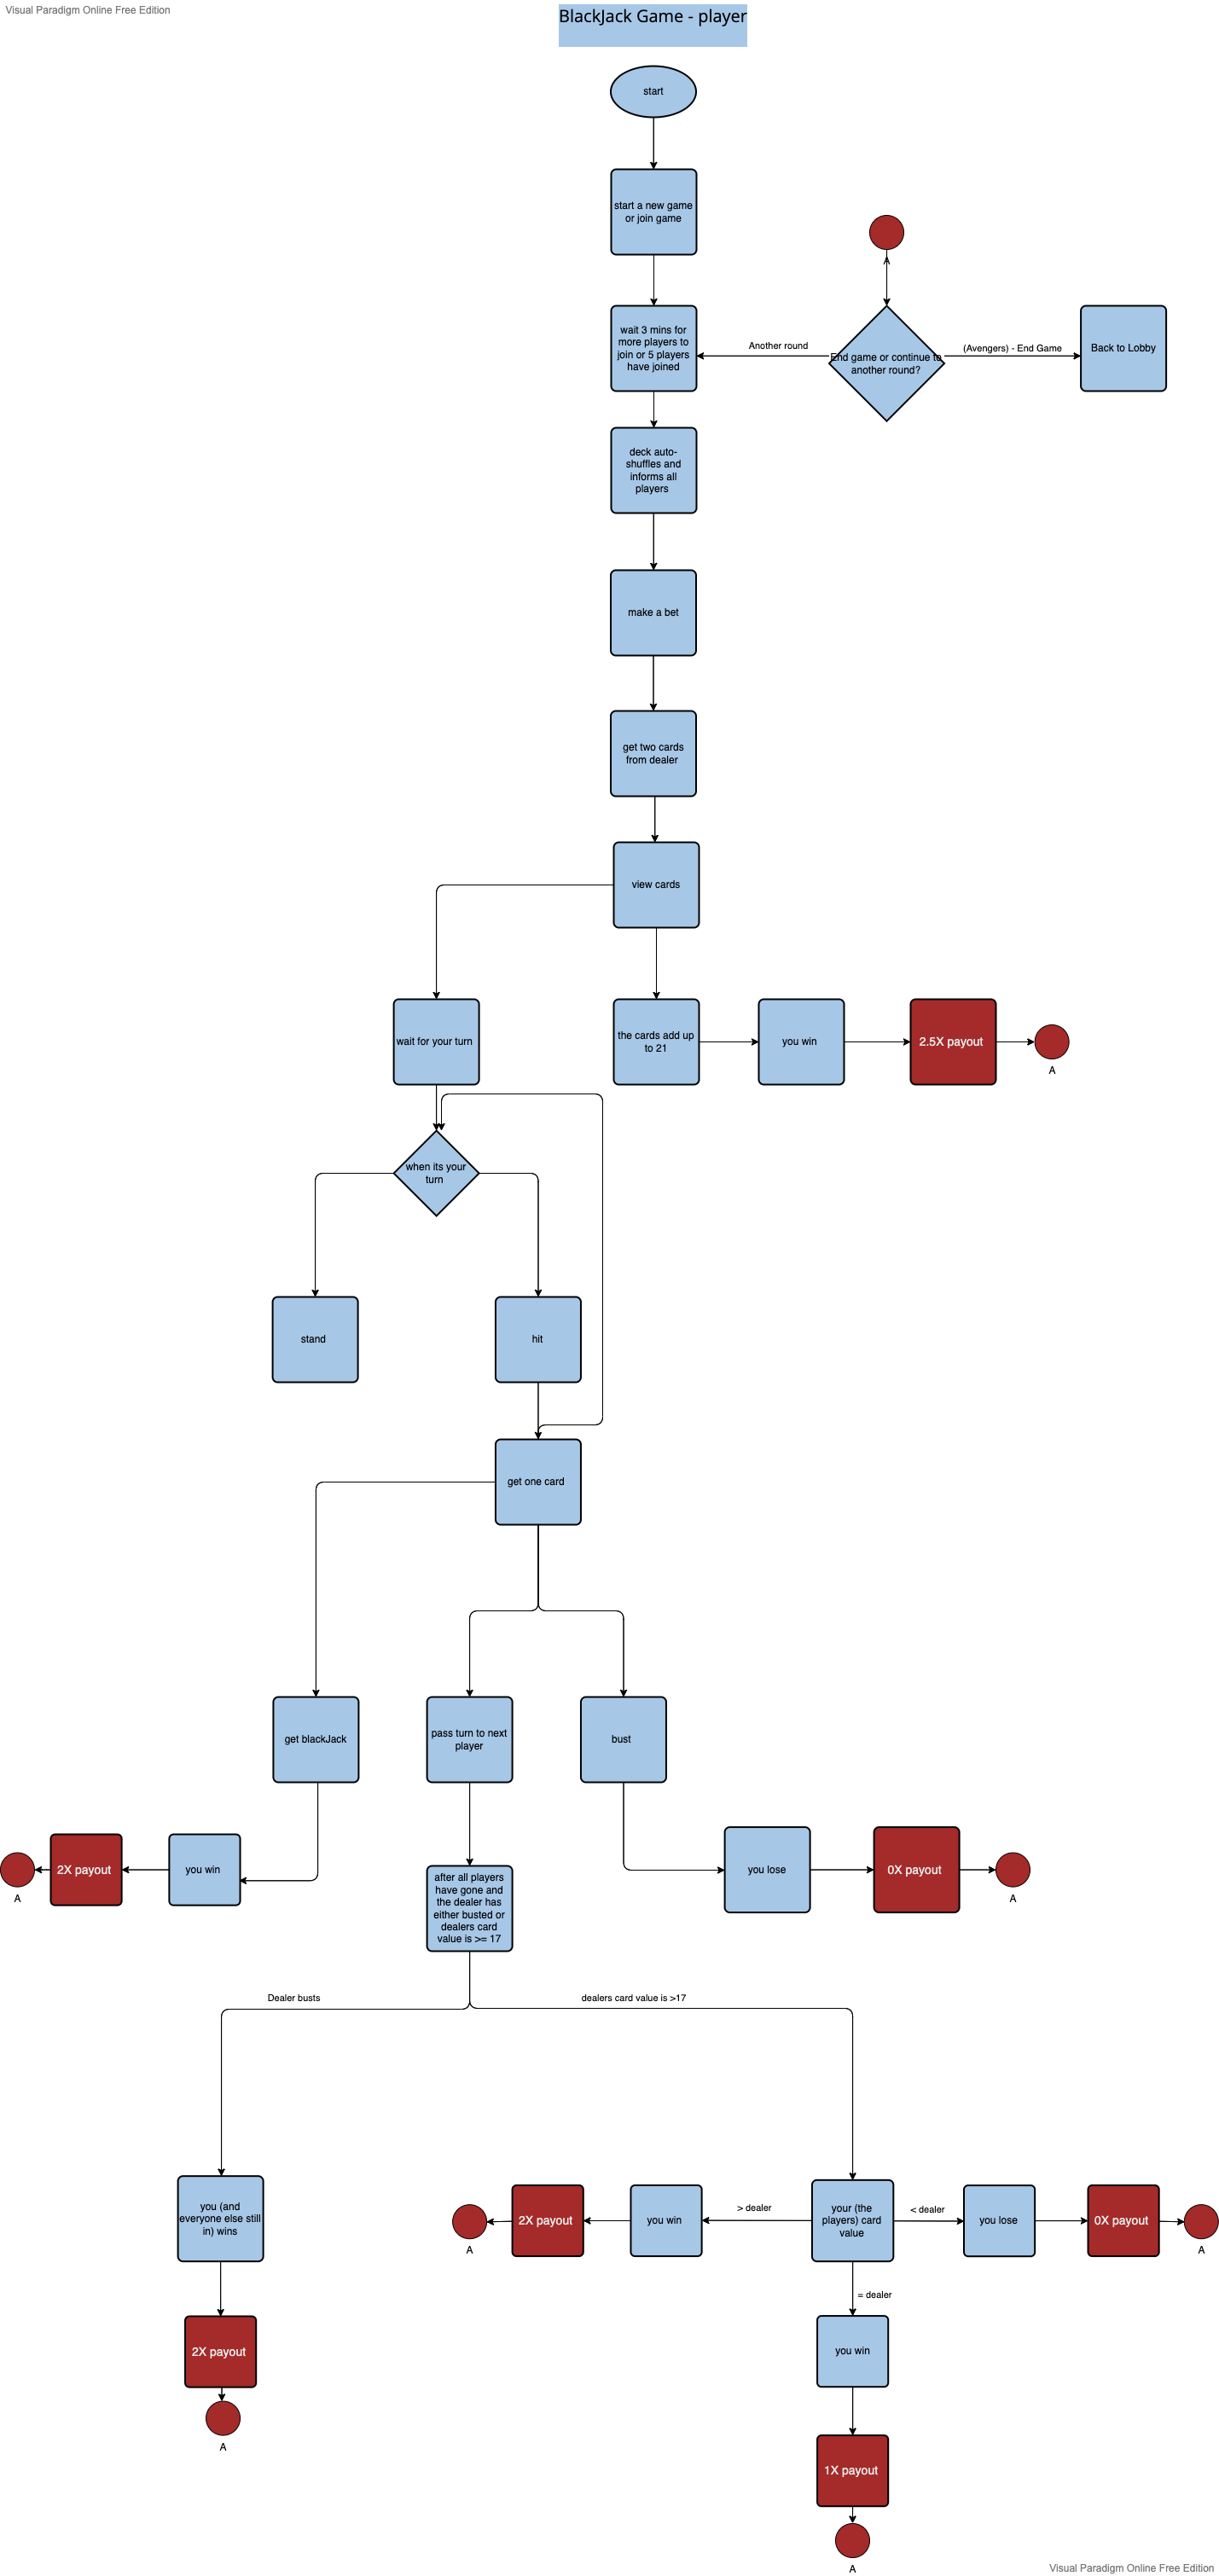 Visual Paradigm Online Free Edition
BlackJack Game - player
start
start a new game
or join game
A
wait 3 mins for
more players to
join or 5 players
have joined
Another round
End game or continue to
another round?
(Avengers) - End Game
Back to Lobby
deck auto-
shuffles and
informs all
players
make a bet
get two cards
from dealer
view cards
wait for your turn
the cards add up
to 21
you win
2.5X payout
A
when its your
turn
stand
hit
get one card
get blackJack
pass turn to next
player
bust
A
2X payout
you win
after all players
have gone and
the dealer has
either busted or
dealers card
value is >= 17
you lose
0X payout
A
Dealer busts
dealers card value is >17
you (and
everyone else still
in) wins
A
2X payout
you win
> dealer
your (the
players) card
value
< dealer
you lose
0X payout
A
= dealer
2X payout
A
you win
1X payout
A
Visual Paradigm Online Free Edition